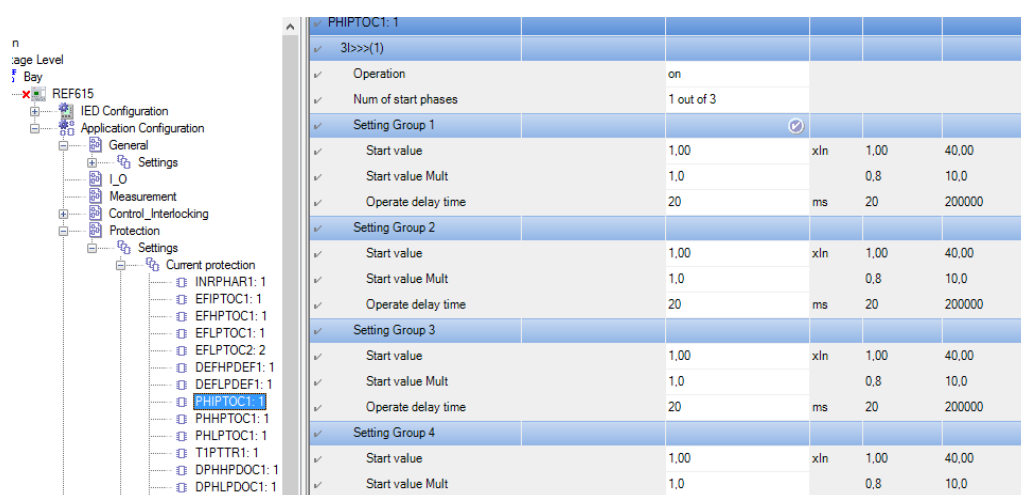 n
:age Level
Bay
REF615
IED Configuration
Application Configuration
General
Settings
I_O
Measurement
Control_Interlocking
Protection
Settings
Current protection
INRPHAR1: 1
EFIPTOC1: 1
EFHPTOC1: 1
EFLPTOC1: 1
EFLPTOC2: 2
DEFHPDEF1: 1
DEFLPDEF1: 1
PHIPTOC1: 1
PHHPTOC1: 1
PHLPTOC1: 1
T1PTTR1: 1
DPHHPDOC1: 1
DPHLPDOC1: 1
PHIPTOC1: 1
3I>>>(1)
Operation on
Num of start phases 1 out of 3
Setting Group 1
Start value 1,00 xIn 1,00 40,00
Start value Mult 1,0 0,8 10,0
Operate delay time 20 ms 20 200000
Setting Group 2
Start value 1,00 xIn 1,00 40,00
Start value Mult 1,0 0,8 10,0
Operate delay time 20 ms 20 200000
Setting Group 3
Start value 1,00 xIn 1,00 40,00
Start value Mult 1,0 0,8 10,0
Operate delay time 20 ms 20 200000
Setting Group 4
Start value 1,00 xIn 1,00 40,00
Start value Mult 1,0 0,8 10,0